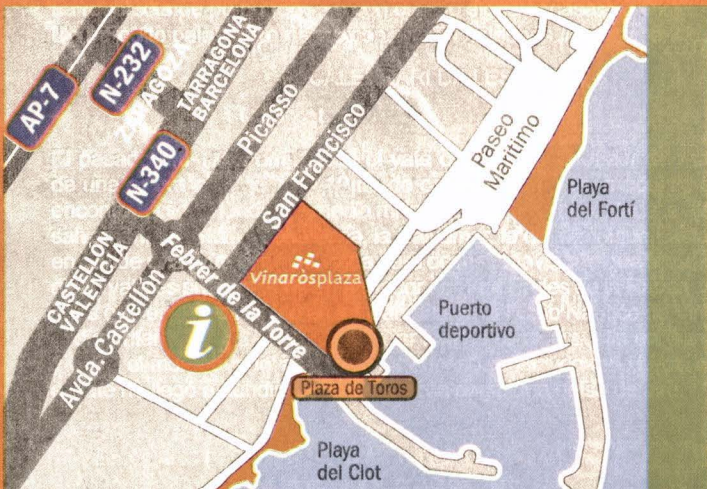 AP-7
N-232
ZARAGOZA
TARRAGONA
BARCELONA
N-340
Picasso
San Francisco
Paseo
Marítimo
Playa
del Fortí
CASTELLÓN
VALENCIA
Avda. Castellón
Febrer de la Torre
Vinaròsplaza
i
Puerto
deportivo
Plaza de Toros
Playa
del Clot